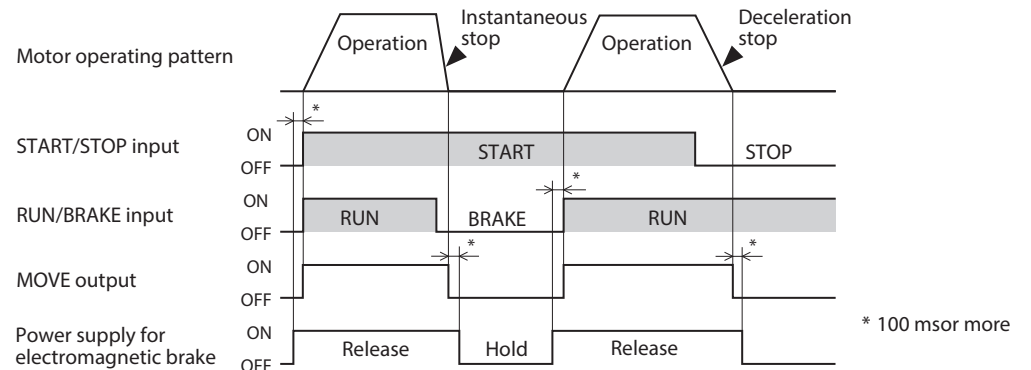 Instantaneous
stop
Deceleration
stop
Operation
Operation
Motor operating pattern
*
START/STOP input
ON
OFF
START
STOP
*
RUN/BRAKE input
ON
OFF
RUN
BRAKE
RUN
*
*
MOVE output
ON
OFF
Power supply for
electromagnetic brake
ON
OFF
Release
Hold
Release
* 100 msor more